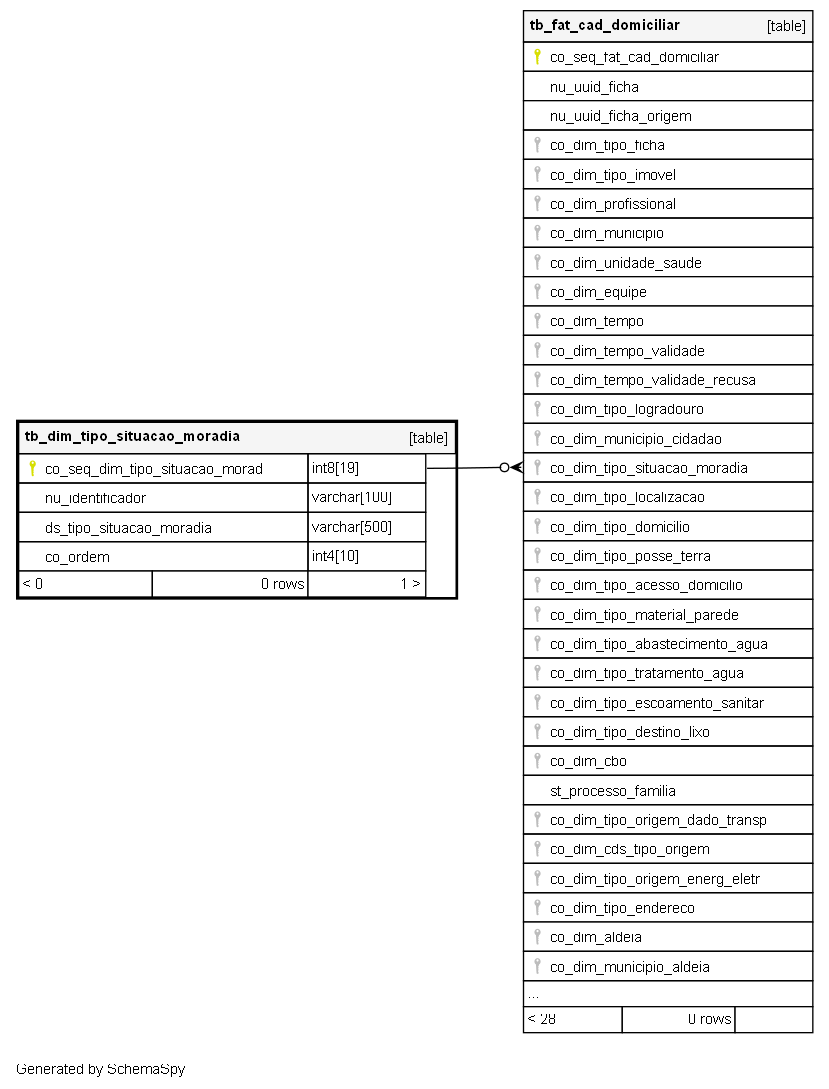 tb_fat_cad_domiciliar [table]
co_seq_fat_cad_domiciliar
nu_uuid_ficha
nu_uuid_ficha_origem
co_dim_tipo_ficha
co_dim_tipo_imovel
co_dim_profissional
co_dim_municipio
co_dim_unidade_saude
co_dim_equipe
co_dim_tempo
co_dim_tempo_validade
co_dim_tempo_validade_recusa
co_dim_tipo_logradouro
co_dim_municipio_cidadao
co_dim_tipo_situacao_moradia
co_dim_tipo_localizacao
co_dim_tipo_domicilio
co_dim_tipo_posse_terra
co_dim_tipo_acesso_domicilio
co_dim_tipo_material_parede
co_dim_tipo_abastecimento_agua
co_dim_tipo_tratamento_agua
co_dim_tipo_escoamento_sanitar
co_dim_tipo_destino_lixo
co_dim_cbo
st_processo_familia
co_dim_tipo_origem_dado_transp
co_dim_cds_tipo_origem
co_dim_tipo_origem_energ_eletr
co_dim_tipo_endereco
co_dim_aldeia
co_dim_municipio_aldeia
...
< 28 0 rows
tb_dim_tipo_situacao_moradia [table]
co_seq_dim_tipo_situacao_morad int8[19]
nu_identificador varchar[100]
ds_tipo_situacao_moradia varchar[500]
co_ordem int4[10]
< 0 0 rows 1 >
Generated by SchemaSpy